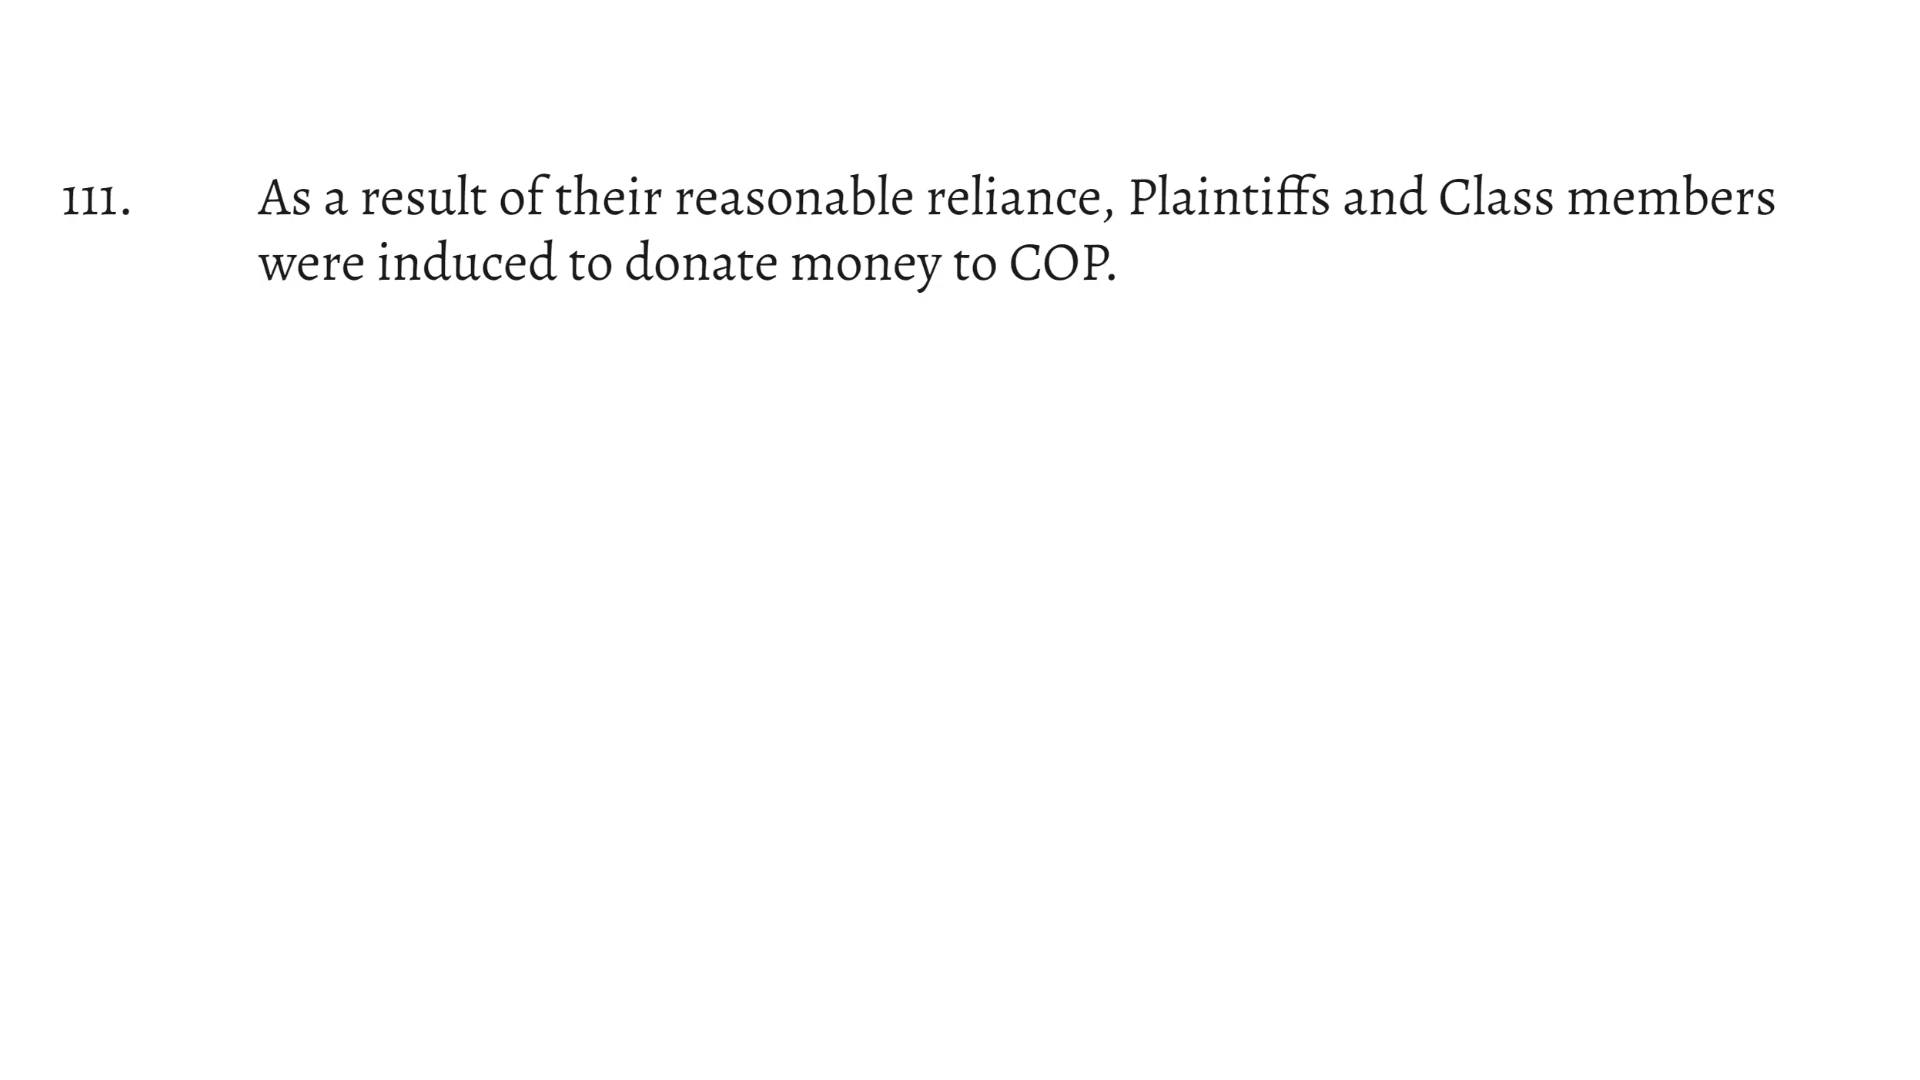 111. As a result of their reasonable reliance, Plaintiffs and Class members
were induced to donate money to COP.